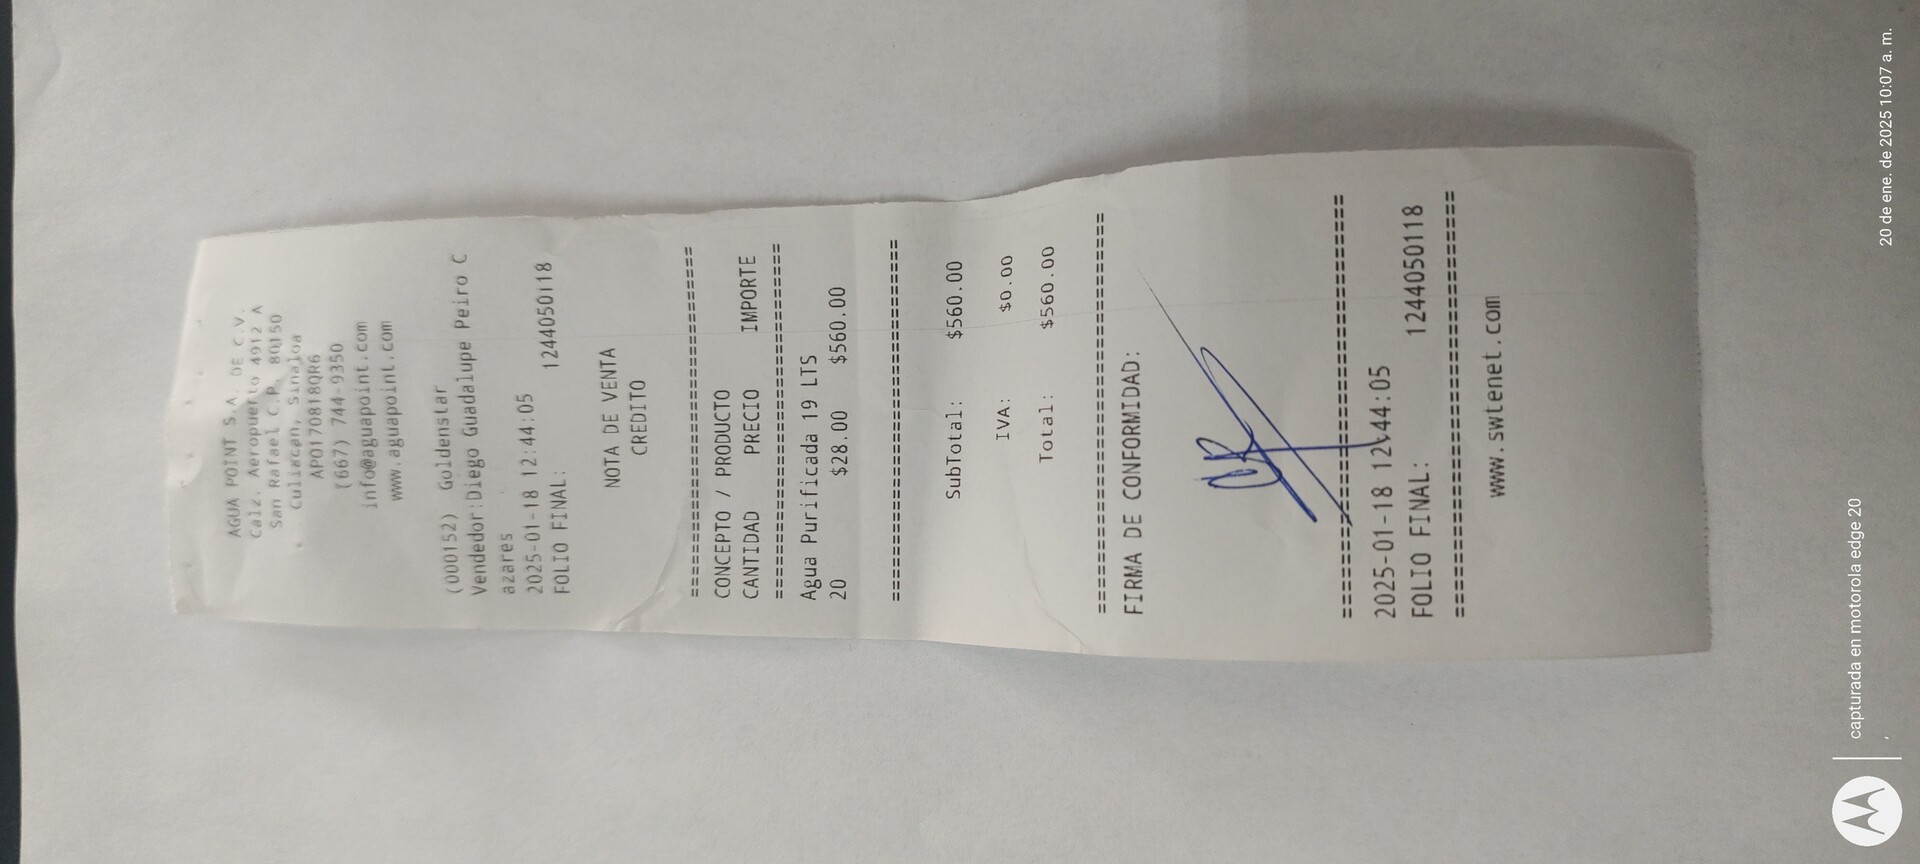 AGUA POINT S.A. DE C.V.
Calz. Aeropuerto 4912 A
San Rafael C.P. 80150
Culiacan, Sinaloa
APO170818QR6
(667) 744-9350
info@aguapoint.com
www.aguapoint.com
(000152) Goldenstar
Vendedor:Diego Guadalupe Peiro C
azares
2025-01-18 12:44:05
FOLIO FINAL: 1244050118
NOTA DE VENTA
CREDITO
================================
CONCEPTO / PRODUCTO
CANTIDAD PRECIO IMPORTE
================================
Agua Purificada 19 LTS
20 $28.00 $560.00
================================
SubTotal: $560.00
IVA: $0.00
Total: $560.00
================================
FIRMA DE CONFORMIDAD:
================================
2025-01-18 12:44:05
FOLIO FINAL: 1244050118
================================
www.swtenet.com
capturada en motorola edge 20
20 de ene. de 2025 10:07 a. m.